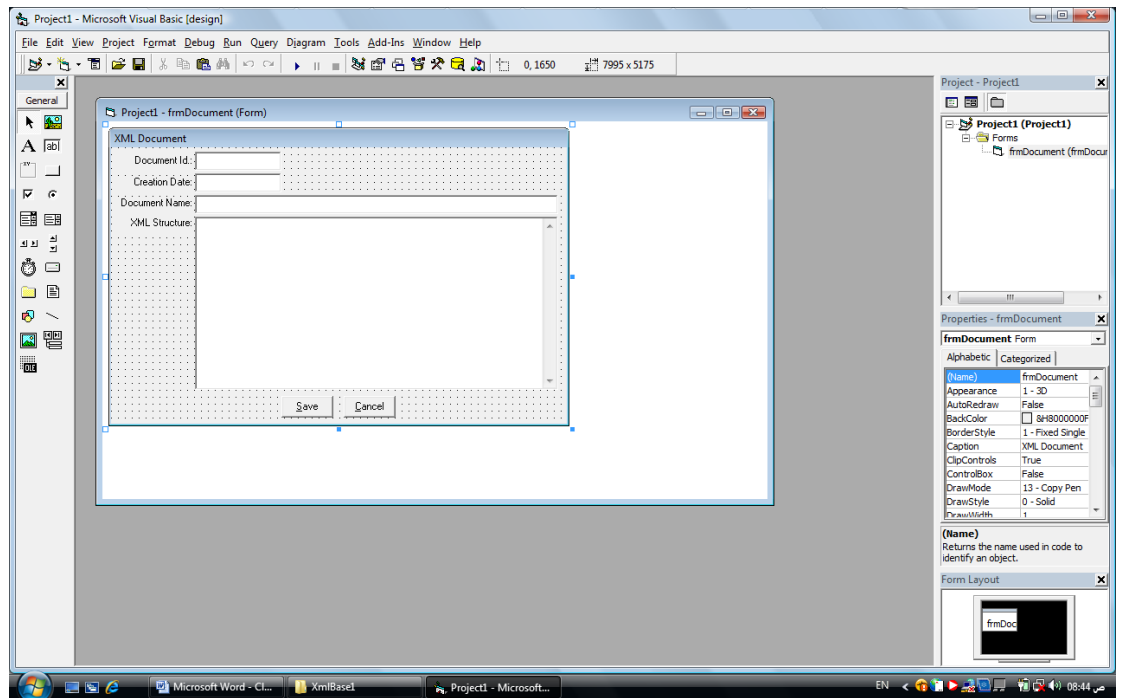 Project1 - Microsoft Visual Basic [design]
File Edit View Project Format Debug Run Query Diagram Tools Add-Ins Window Help
0, 1650 7995 x 5175
General
A ab|
OLE
Project1 - frmDocument (Form)
XML Document
Document Id.:
Creation Date:
Document Name:
XML Structure:
Save Cancel
Project - Project1
Project1 (Project1)
Forms
frmDocument (frmDocur
Properties - frmDocument
frmDocument Form
Alphabetic Categorized
(Name) frmDocument
Appearance 1 - 3D
AutoRedraw False
BackColor &H8000000F
BorderStyle 1 - Fixed Single
Caption XML Document
ClipControls True
ControlBox False
DrawMode 13 - Copy Pen
DrawStyle 0 - Solid
DrawWidth 1
(Name)
Returns the name used in code to
identify an object.
Form Layout
frmDoc
Microsoft Word - Cl... XmlBase1 Project1 - Microsoft... EN 08:44 ص